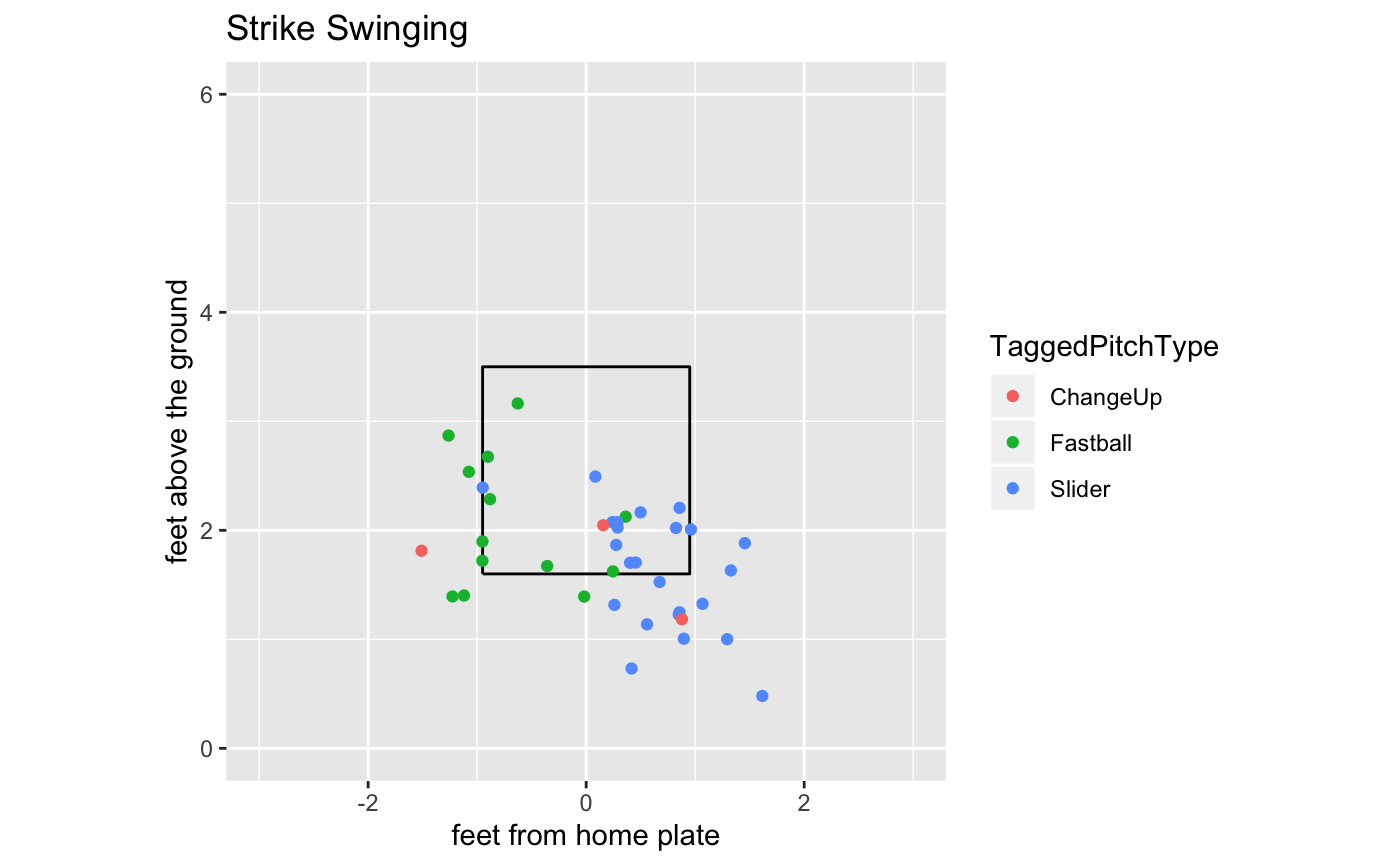 Strike Swinging
6
4
2
0
feet above the ground
-2 0 2
feet from home plate
TaggedPitchType
ChangeUp
Fastball
Slider